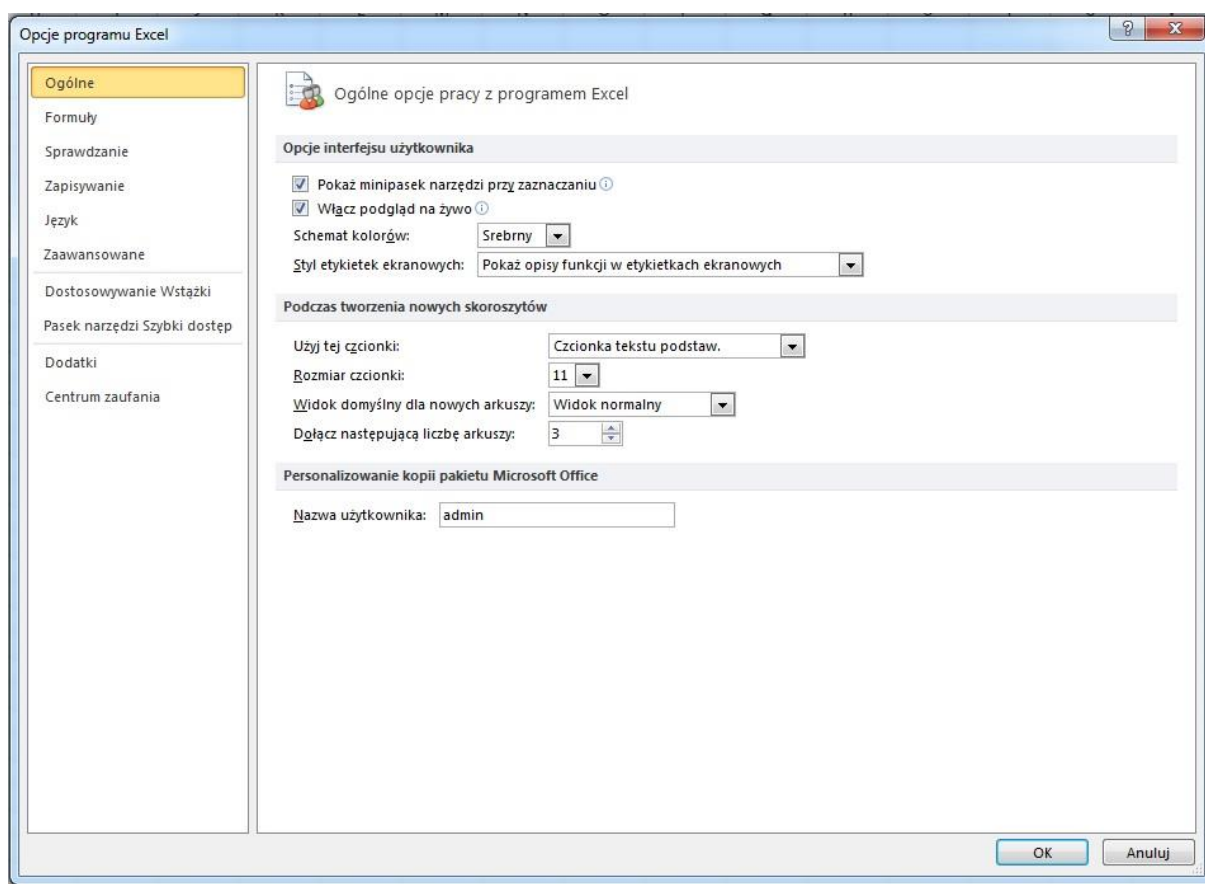 Opcje programu Excel
Ogólne
Formuły
Sprawdzanie
Zapisywanie
Język
Zaawansowane
Dostosowywanie Wstążki
Pasek narzędzi Szybki dostęp
Dodatki
Centrum zaufania
Ogólne opcje pracy z programem Excel
Opcje interfejsu użytkownika
Pokaż minipasek narzędzi przy zaznaczaniu
Włącz podgląd na żywo
Schemat kolorów: Srebrny
Styl etykietek ekranowych: Pokaż opisy funkcji w etykietkach ekranowych
Podczas tworzenia nowych skoroszytów
Użyj tej czcionki: Czcionka tekstu podstaw.
Rozmiar czcionki: 11
Widok domyślny dla nowych arkuszy: Widok normalny
Dołącz następującą liczbę arkuszy: 3
Personalizowanie kopii pakietu Microsoft Office
Nazwa użytkownika: admin
OK Anuluj